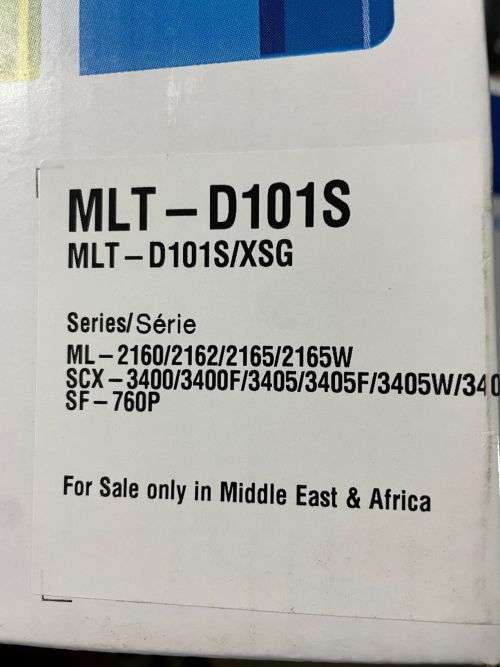 MLT-D101S
MLT-D101S/XSG
Series/Série
ML-2160/2162/2165/2165W
SCX-3400/3400F/3405/3405F/3405W/340
SF-760P
For Sale only in Middle East & Africa